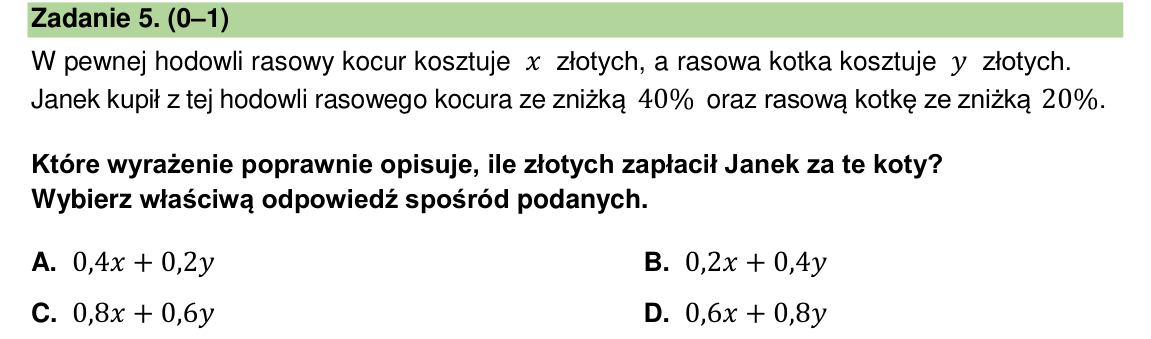 Zadanie 5. (0–1)
W pewnej hodowli rasowy kocur kosztuje x złotych, a rasowa kotka kosztuje y złotych.
Janek kupił z tej hodowli rasowego kocura ze zniżką 40% oraz rasową kotkę ze zniżką 20%.
Które wyrażenie poprawnie opisuje, ile złotych zapłacił Janek za te koty?
Wybierz właściwą odpowiedź spośród podanych.
A. 0,4x + 0,2y B. 0,2x + 0,4y
C. 0,8x + 0,6y D. 0,6x + 0,8y